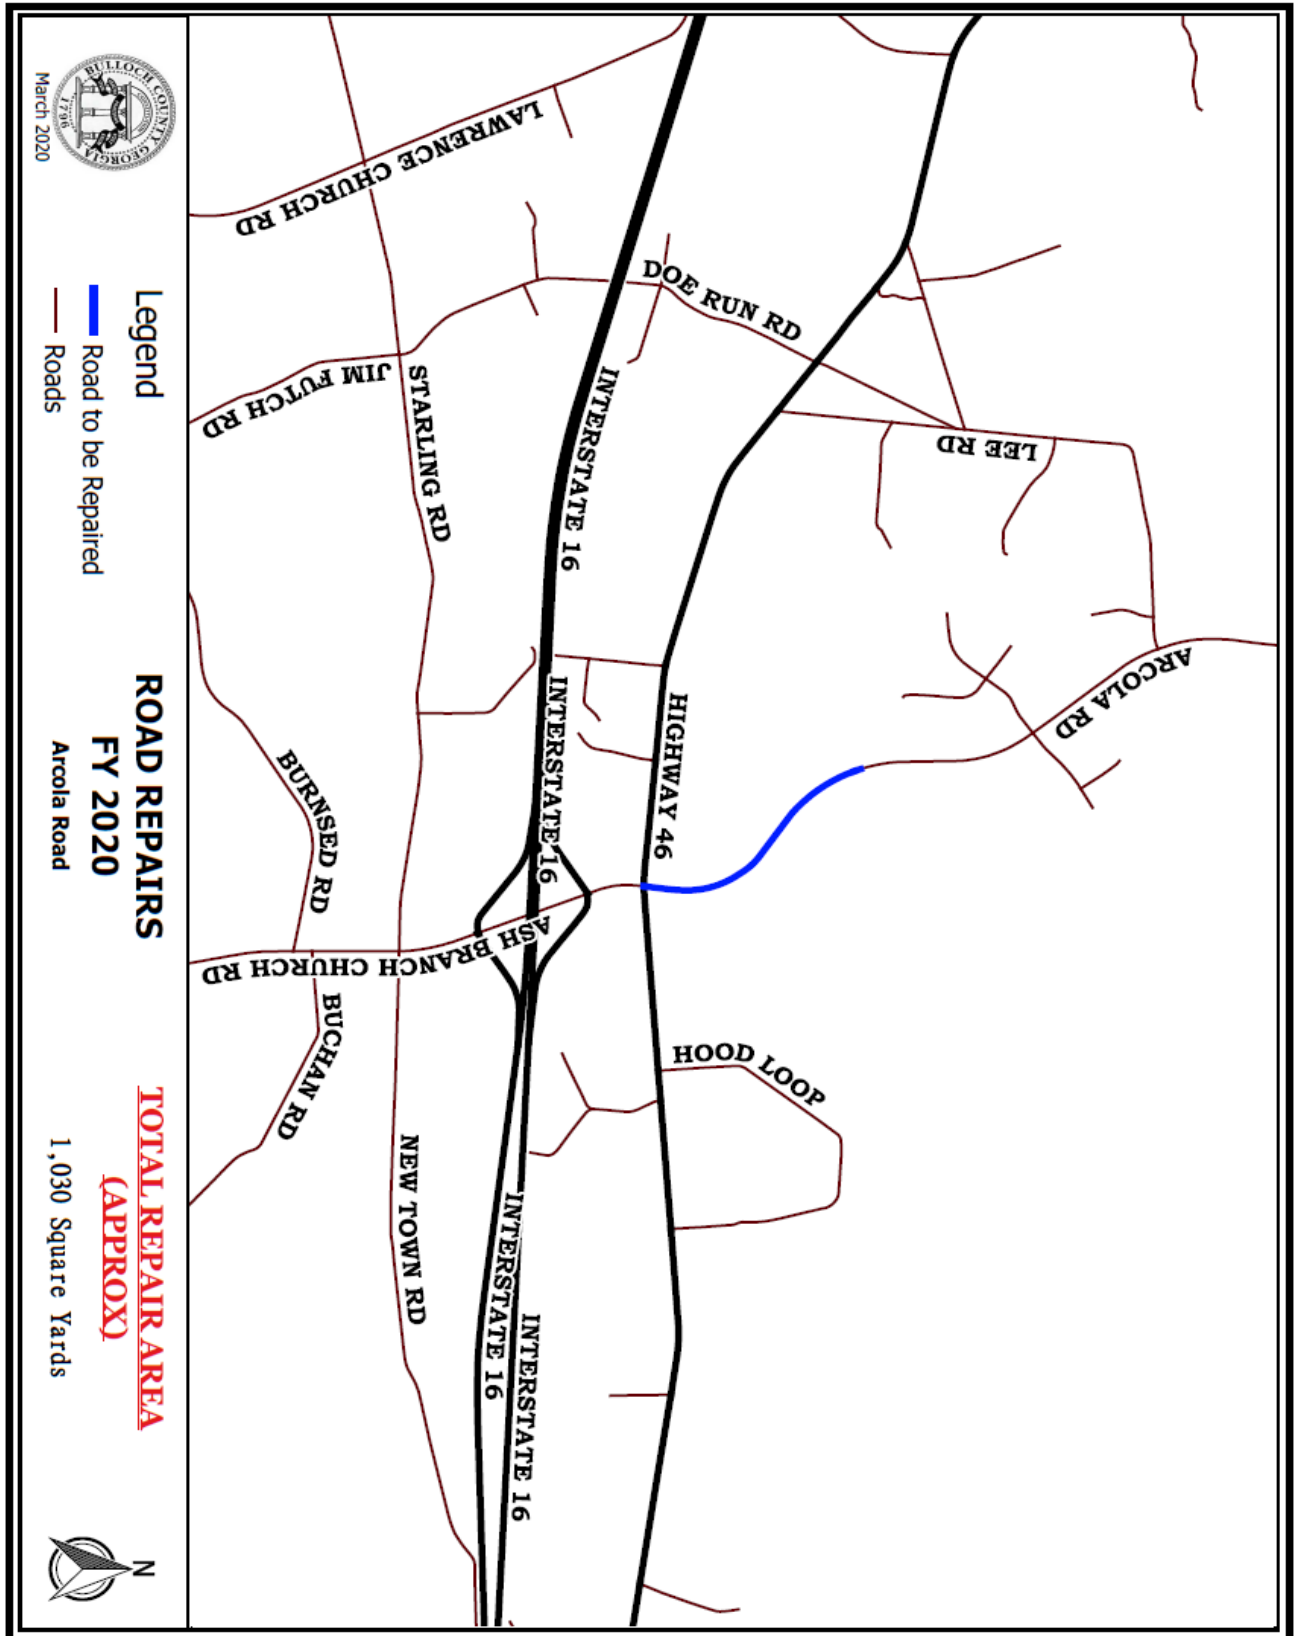 LAWRENCE CHURCH RD
DOE RUN RD
JIM FUTCH RD
STARLING RD
INTERSTATE 16
LEE RD
ARCOLA RD
INTERSTATE 16
HIGHWAY 46
BURNSED RD
ASH BRANCH CHURCH RD
BUCHAN RD
HOOD LOOP
NEW TOWN RD
INTERSTATE 16
INTERSTATE 16
BULLOCH COUNTY GEORGIA
1796
March 2020
Legend
Road to be Repaired
Roads
ROAD REPAIRS
FY 2020
Arcola Road
TOTAL REPAIR AREA
(APPROX)
1,030 Square Yards
N